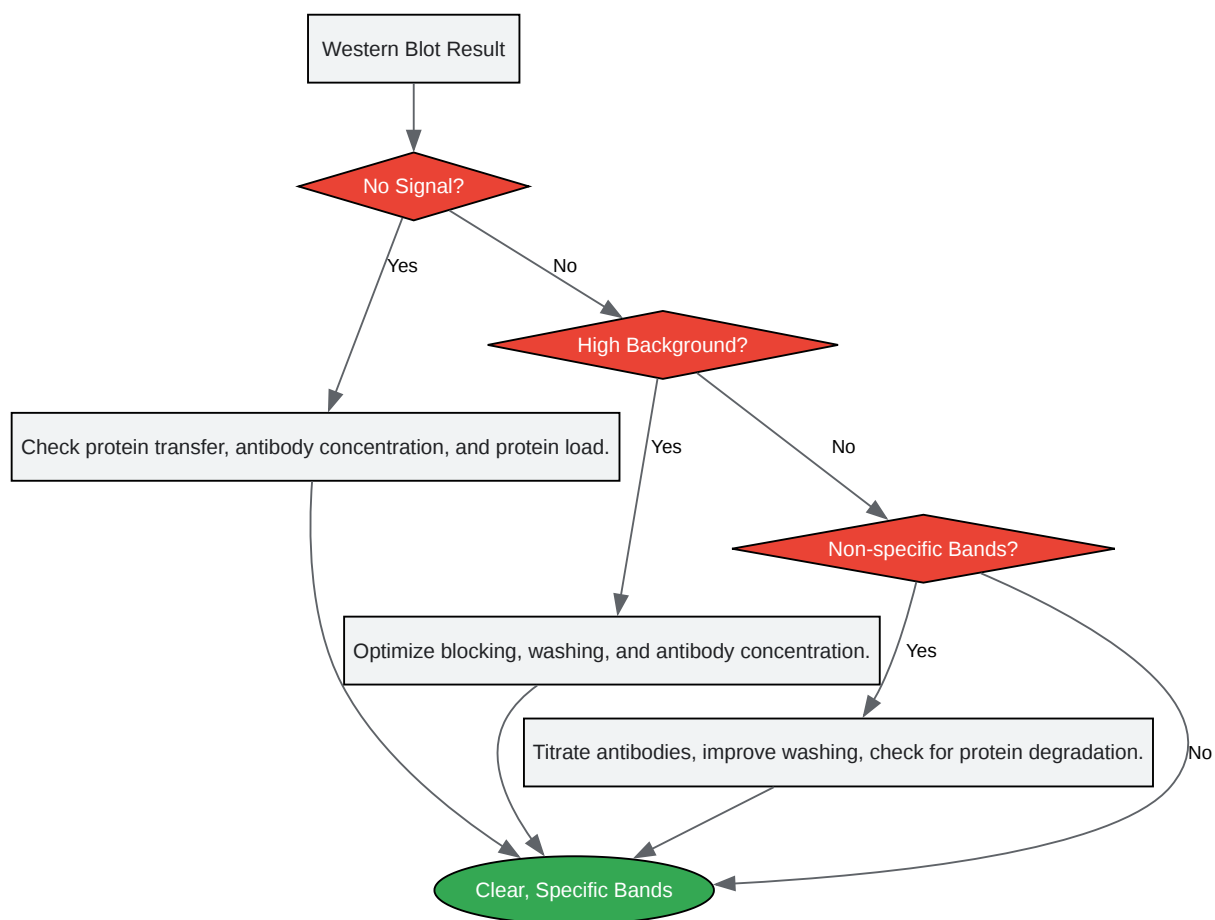 Western Blot Result
No Signal?
Yes
No
High Background?
Check protein transfer, antibody concentration, and protein load.
Yes
No
Non-specific Bands?
Optimize blocking, washing, and antibody concentration.
Yes
Titrate antibodies, improve washing, check for protein degradation.
No
Clear, Specific Bands